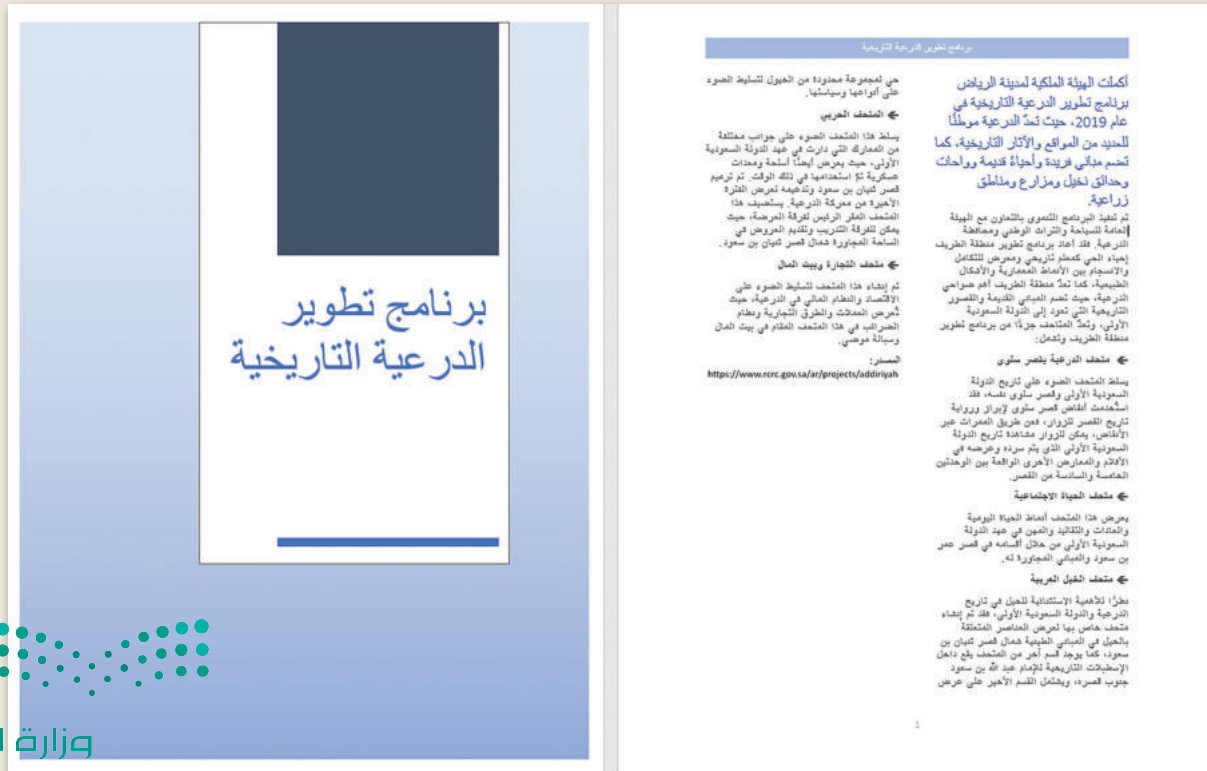 برنامج تطوير الدرعية التاريخية
أكملت الهيئة الملكية لمدينة الرياض
برنامج تطوير الدرعية التاريخية في
عام 2019، حيث تعدّ الدرعية موطنًا
للعديد من المواقع والآثار التاريخية، كما
تضم مباني فريدة وأحياءً قديمة وواحات
وحدائق نخيل ومزارع ومناطق
زراعية.
تم تنفيذ البرنامج التنموي بالتعاون مع الهيئة
العامة للسياحة والتراث الوطني ومحافظة
الدرعية. فقد أعاد برنامج تطوير منطقة الطريف
إحياء الحي كمعلم تاريخي ومعرض للتكامل
والانسجام بين الأنماط المعمارية والأشكال
الطبيعية، كما تعدّ منطقة الطريف أهم ضواحي
الدرعية، حيث تضم المباني القديمة والقصور
التاريخية التي تعود إلى الدولة السعودية
الأولى، وتعدّ المتاحف جزءًا من برنامج تطوير
منطقة الطريف وتشمل:
متحف الدرعية بقصر سلوى
يسلط المتحف الضوء على تاريخ الدولة
السعودية الأولى وقصر سلوى نفسه، فقد
استُخدمت أنقاض قصر سلوى لإبراز ورواية
تاريخ القصر للزوار، فعن طريق الممرات عبر
الأنقاض، يمكن للزوار مشاهدة تاريخ الدولة
السعودية الأولى الذي يتم سرده وعرضه في
الأفلام والمعارض الأخرى الواقعة بين الوحدتين
الخامسة والسادسة من القصر.
متحف الحياة الاجتماعية
يعرض هذا المتحف أنماط الحياة اليومية
والعادات والتقاليد والمهن في عهد الدولة
السعودية الأولى من خلال أقسامه في قصر عمر
بن سعود والمباني المجاورة له.
متحف الخيل العربية
نظرًا للأهمية الاستثنائية للخيل في تاريخ
الدرعية والدولة السعودية الأولى، فقد تم إنشاء
متحف خاص بها لعرض العناصر المتعلقة
بالخيل في المباني الطينية شمال قصر ثنيان بن
سعود، كما يوجد قسم آخر من المتحف يقع داخل
الإسطبلات التاريخية للإمام عبد الله بن سعود
جنوب قصره، ويشتمل القسم الأخير على عرض
حي لمجموعة محدودة من الخيول لتسليط الضوء
على أنواعها وسياستها.
المتحف الحربي
يسلط هذا المتحف الضوء على جوانب مختلفة
من المعارك التي دارت في عهد الدولة السعودية
الأولى، حيث يعرض أيضًا أسلحة ومعدات
عسكرية تمّ استخدامها في ذلك الوقت. تم ترميم
قصر ثنيان بن سعود وتدعيمه لعرض الفترة
الأخيرة من معركة الدرعية. يستضيف هذا
المتحف المقر الرئيس لفرقة العرضة، حيث
يمكن للفرقة التدريب وتقديم العروض في
الساحة المجاورة شمال قصر ثنيان بن سعود.
متحف التجارة وبيت المال
تم إنشاء هذا المتحف لتسليط الضوء على
الاقتصاد والنظام المالي في الدرعية، حيث
تُعرض العملات والطرق التجارية ونظام
الضرائب في هذا المتحف المقام في بيت المال
وسبالة موضي.
المصدر:
https://www.rcrc.gov.sa/ar/projects/addiriyah
1
برنامج تطوير
الدرعية التاريخية
وزارة